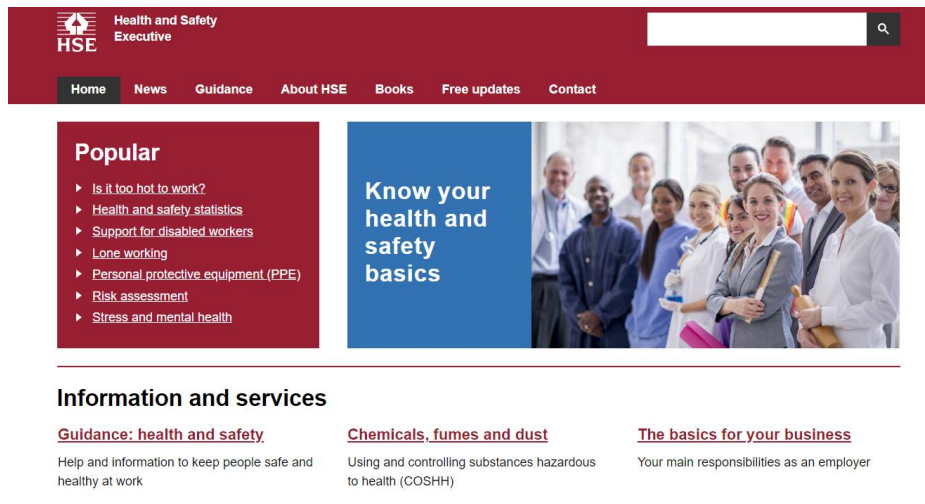 HSE
Health and Safety
Executive
Home News Guidance About HSE Books Free updates Contact
Popular
Is it too hot to work?
Health and safety statistics
Support for disabled workers
Lone working
Personal protective equipment (PPE)
Risk assessment
Stress and mental health
Know your
health and
safety
basics
Information and services
Guidance: health and safety
Help and information to keep people safe and
healthy at work
Chemicals, fumes and dust
Using and controlling substances hazardous
to health (COSHH)
The basics for your business
Your main responsibilities as an employer